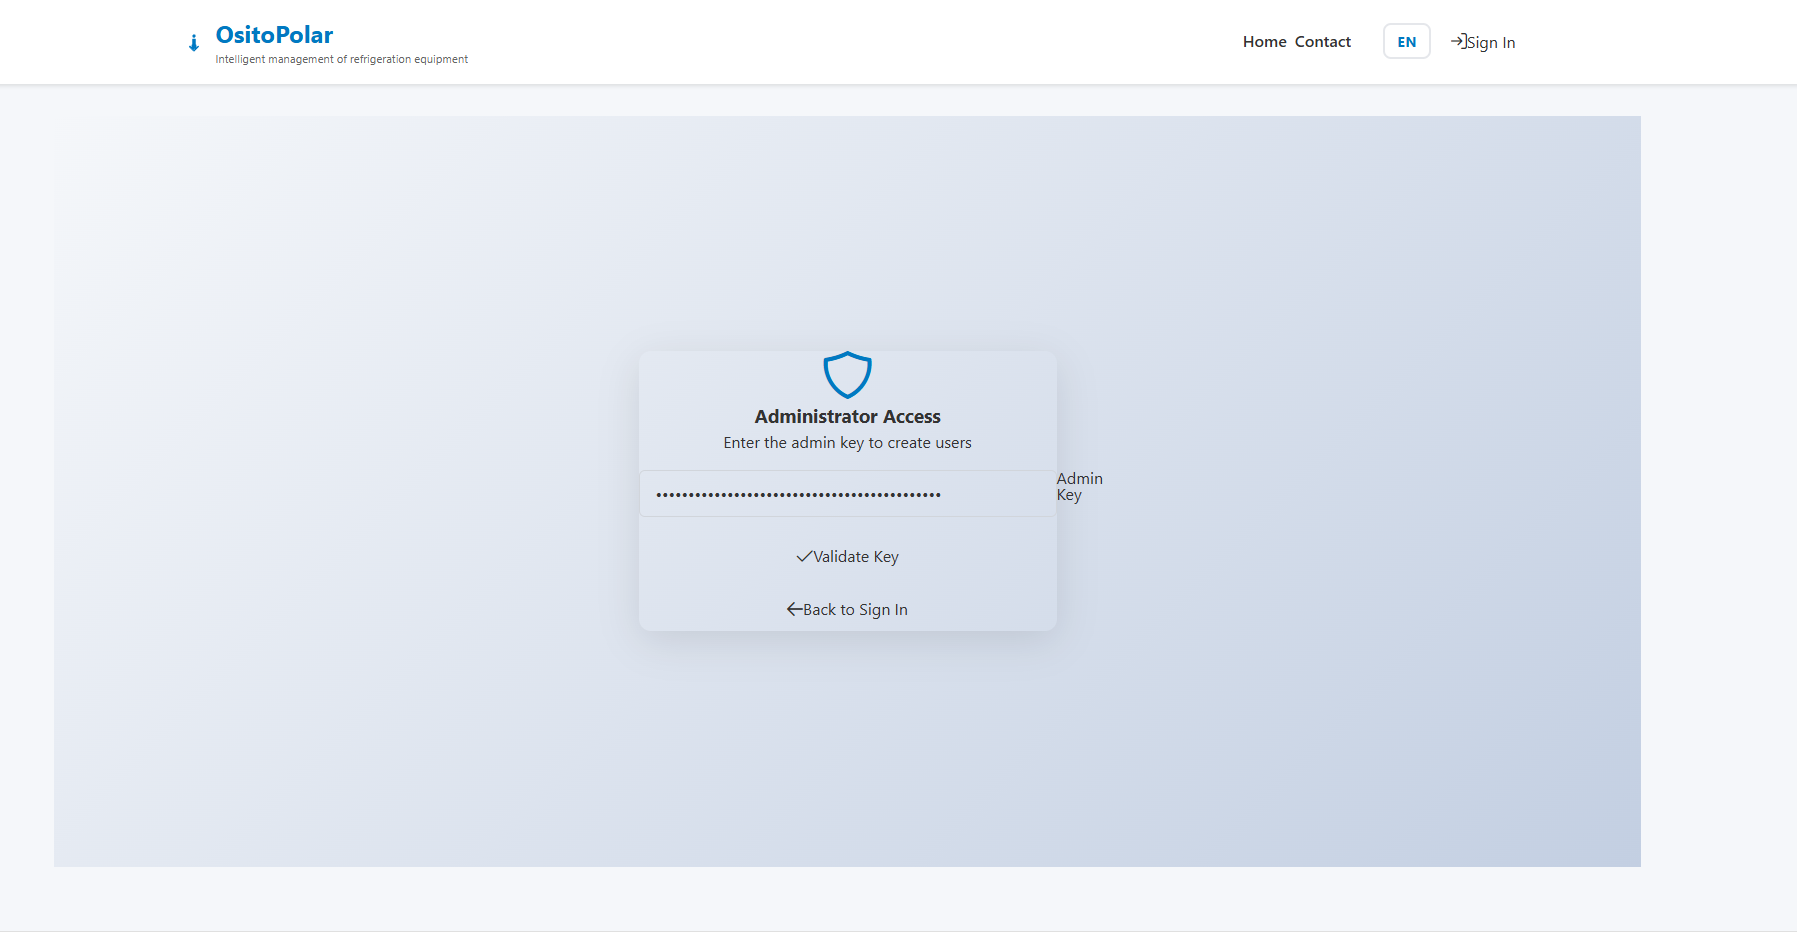 OsitoPolar
Intelligent management of refrigeration equipment
Home Contact EN Sign In
Administrator Access
Enter the admin key to create users
••••••••••••••••••••••••••••••••••••••••••••
Admin
Key
Validate Key
Back to Sign In